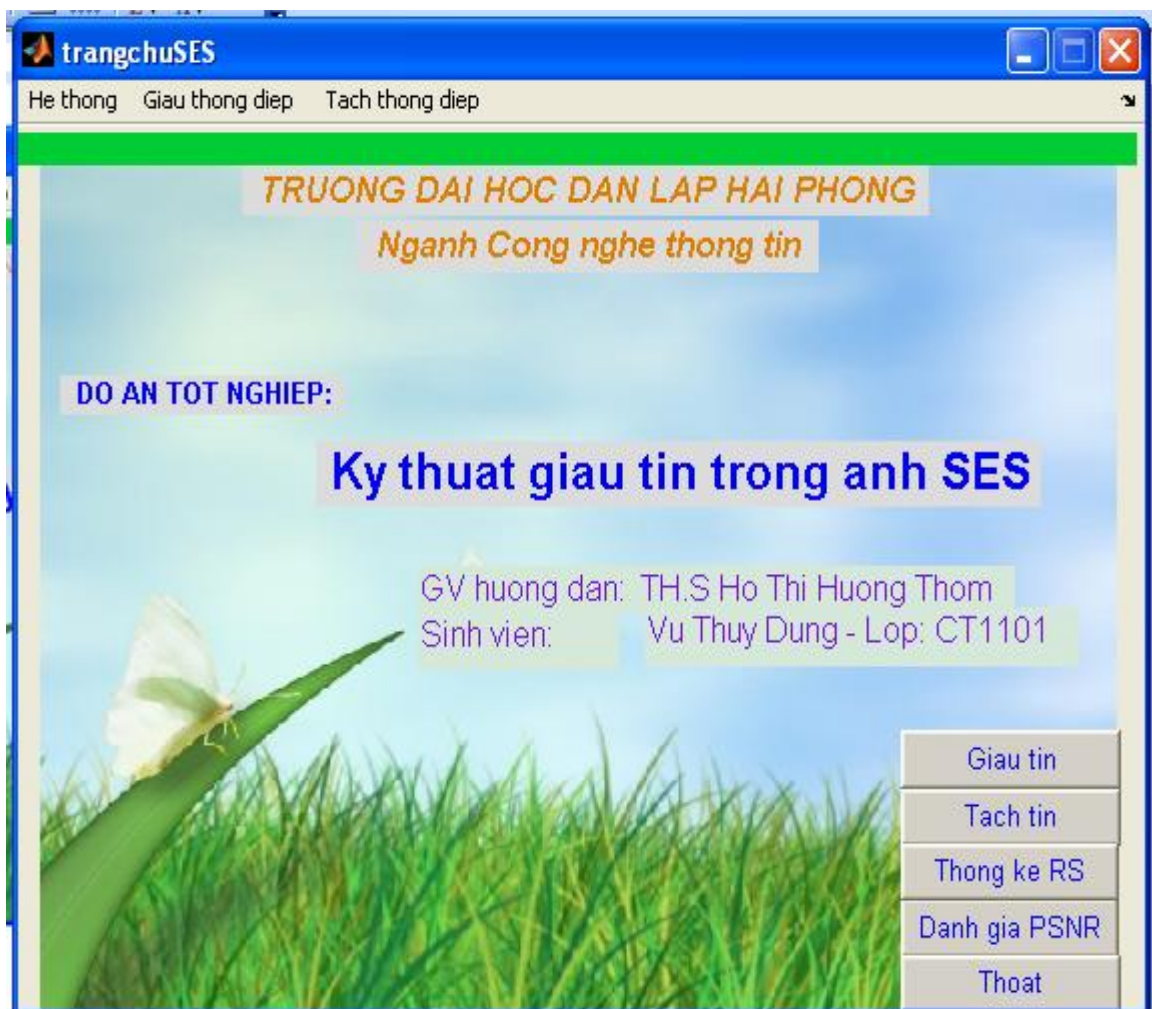 trangchuSES
He thong Giau thong diep Tach thong diep
TRUONG DAI HOC DAN LAP HAI PHONG
Nganh Cong nghe thong tin
DO AN TOT NGHIEP:
Ky thuat giau tin trong anh SES
GV huong dan: TH.S Ho Thi Huong Thom
Sinh vien: Vu Thuy Dung - Lop: CT1101
Giau tin
Tach tin
Thong ke RS
Danh gia PSNR
Thoat